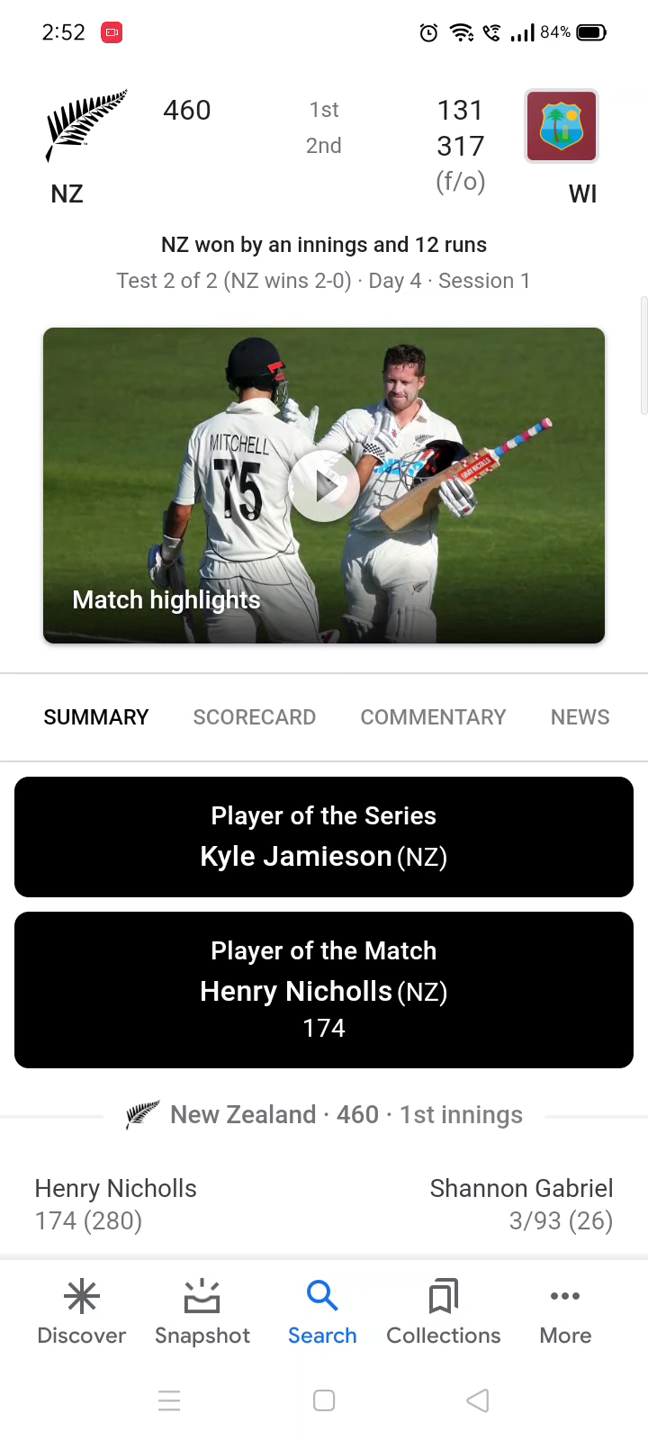 2:52
84%
460 1st 131
2nd 317
(f/o)
NZ WI
NZ won by an innings and 12 runs
Test 2 of 2 (NZ wins 2-0) · Day 4 · Session 1
MITCHELL
75
GRAY-NICOLLS
Match highlights
SUMMARY SCORECARD COMMENTARY NEWS
Player of the Series
Kyle Jamieson (NZ)
Player of the Match
Henry Nicholls (NZ)
174
New Zealand · 460 · 1st innings
Henry Nicholls Shannon Gabriel
174 (280) 3/93 (26)
Discover Snapshot Search Collections More